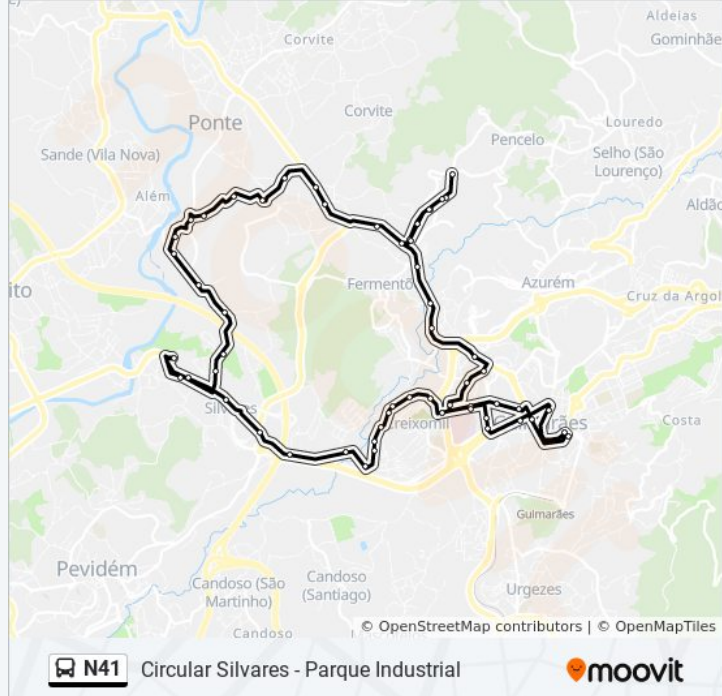 Aldeias
Corvite
Gominhães
Corvite
Ponte
Louredo
Pencelo
Sande (Vila Nova)
Selho (São
Lourenço)
Além
Aldão
ito
Fermentõ
Azurém
Cruz da Argol
Silvares
Creixomil
Guimarães
Costa
Guimarães
Pevidém
Candoso (São
Martinho)
Candoso
(Santiago)
Urgezes
Candoso
© OpenStreetMap contributors | © OpenMapTiles
N41 Circular Silvares - Parque Industrial moovit